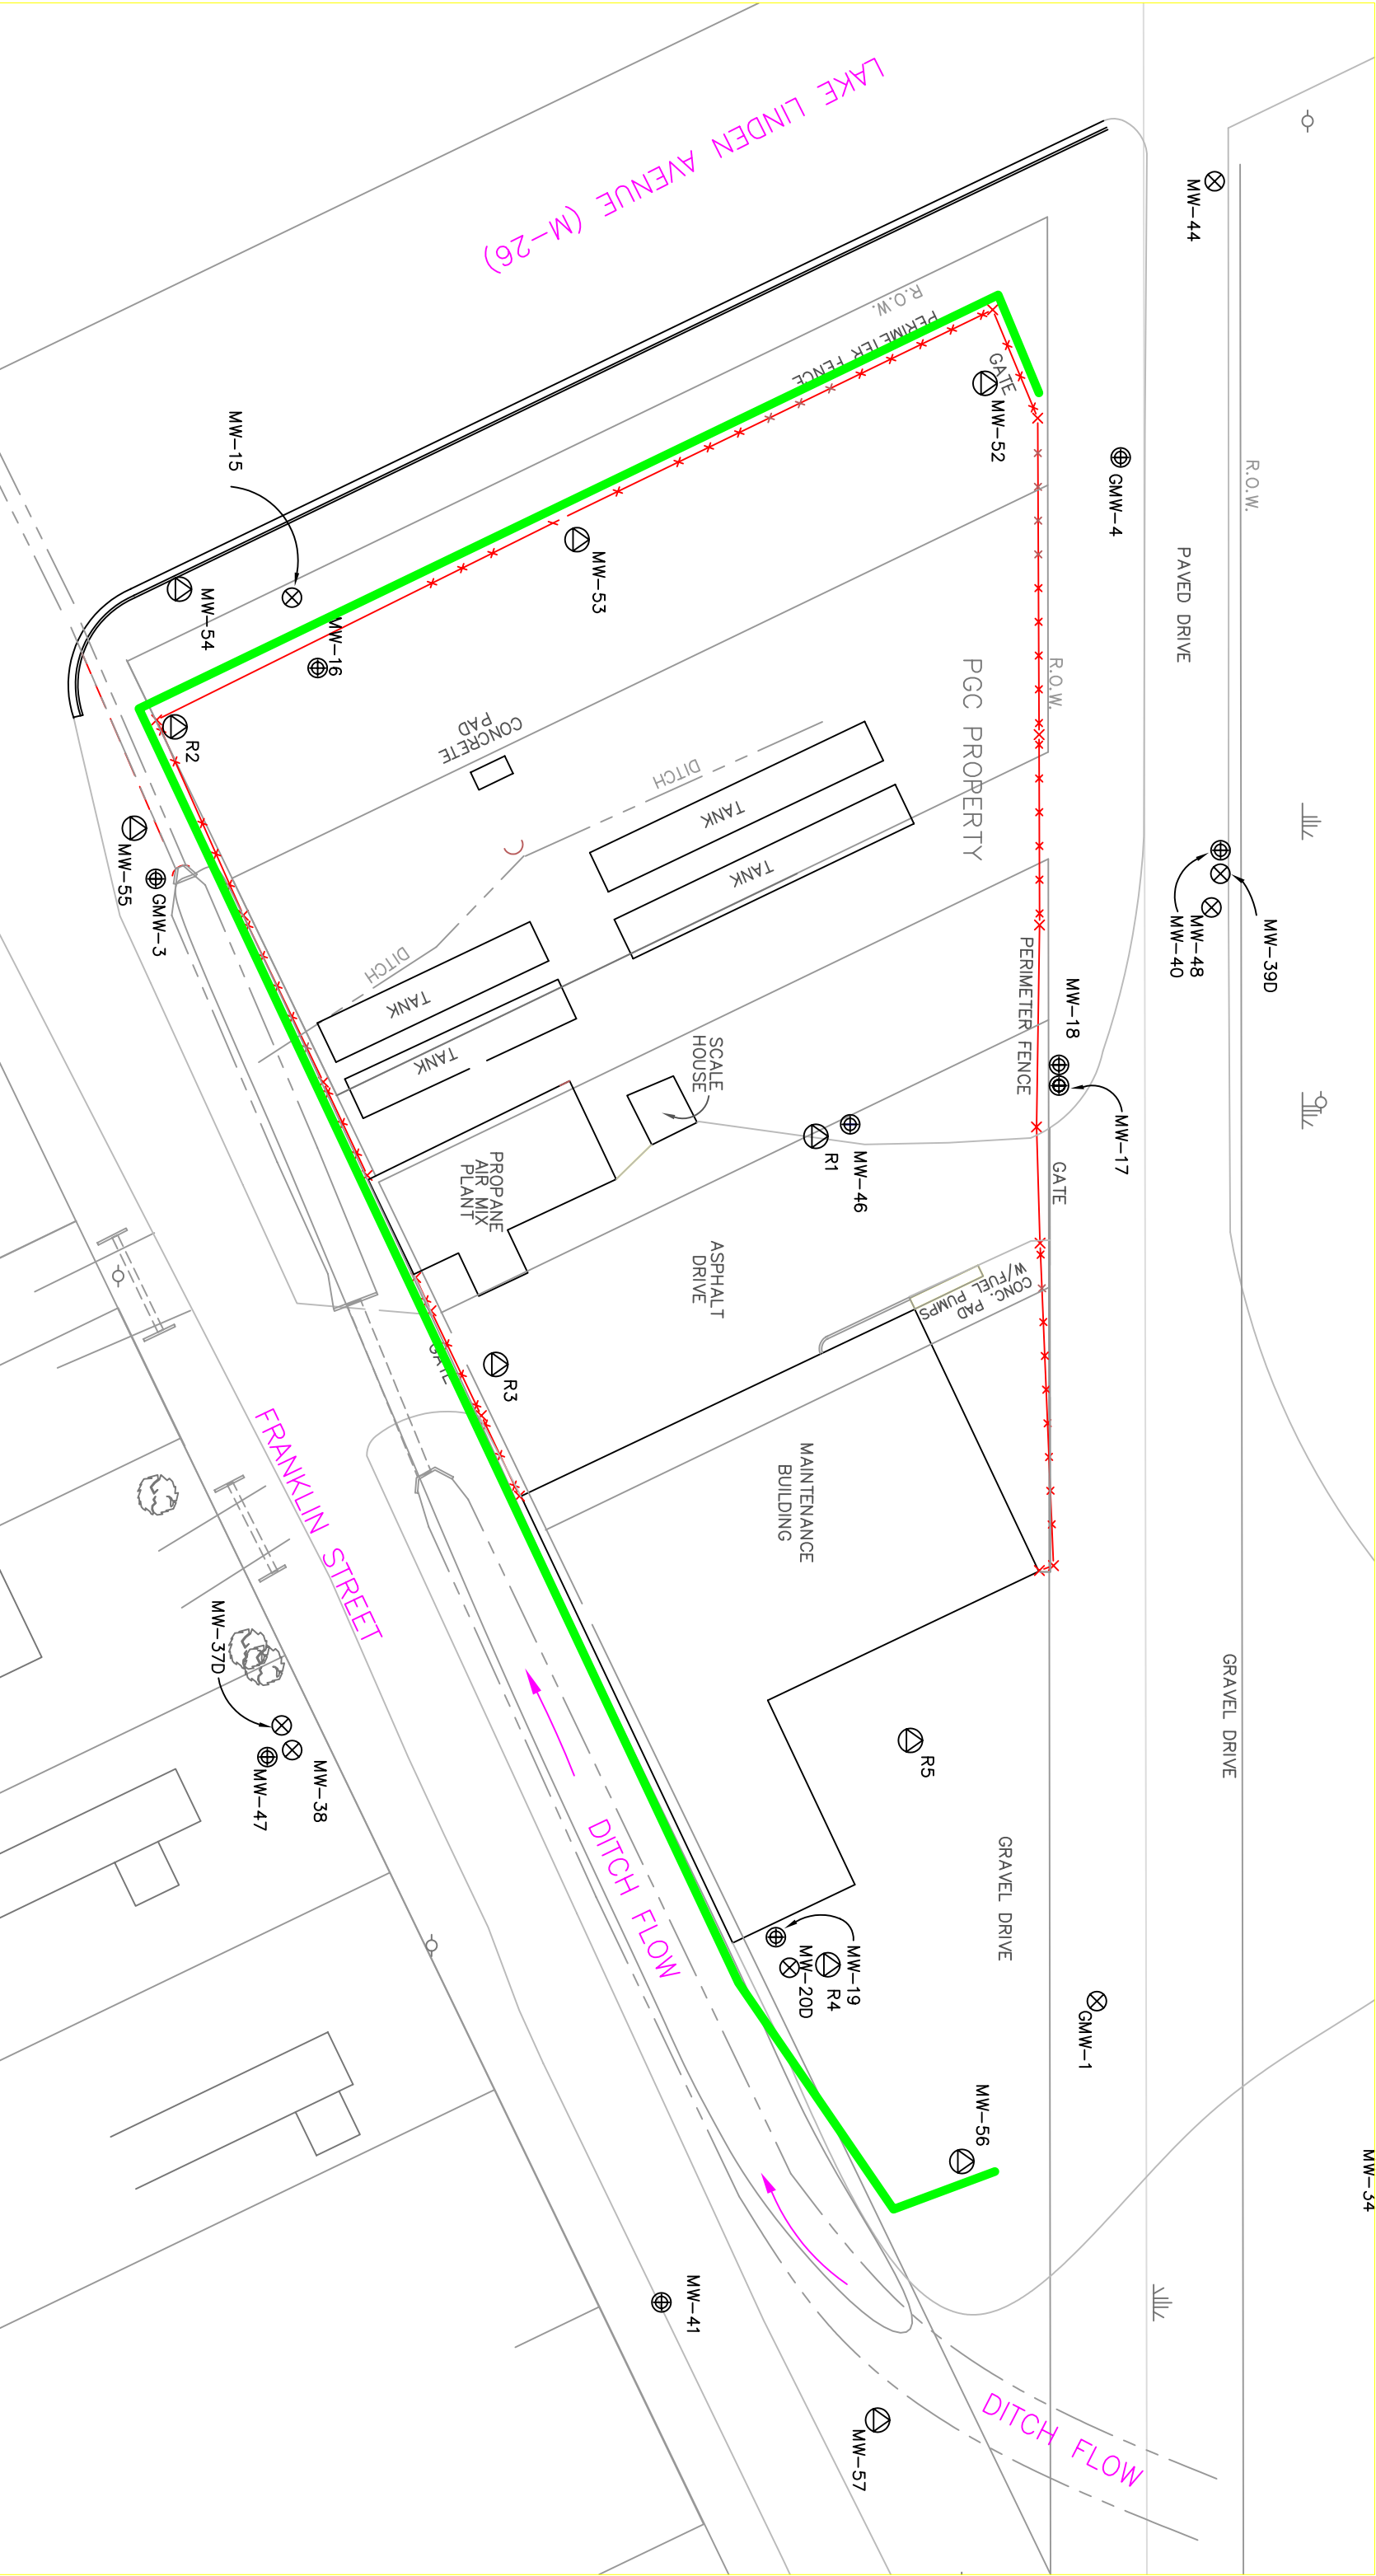 LAKE LINDEN AVENUE (M-26)
MW-44
R.O.W.
PERIMETER FENCE
GATE
MW-52
GMW-4
R.O.W.
PAVED DRIVE
MW-15
MW-53
MW-54
MW-16
R.O.W.
PGC PROPERTY
R2
CONCRETE
PAD
DITCH
TANK
TANK
MW-55
GMW-3
DITCH
TANK
TANK
MW-39D
MW-48
MW-40
PERIMETER FENCE
MW-18
MW-17
SCALE
HOUSE
MW-46
R1
GATE
PROPANE
AIR MIX
PLANT
ASPHALT
DRIVE
CONC. PAD
W/FUEL PUMPS
GATE
R3
MAINTENANCE
BUILDING
FRANKLIN STREET
MW-37D
MW-38
MW-47
R5
GRAVEL DRIVE
DITCH FLOW
GRAVEL DRIVE
MW-19
R4
MW-20D
GMW-1
MW-56
MW-34
MW-41
MW-57
DITCH FLOW